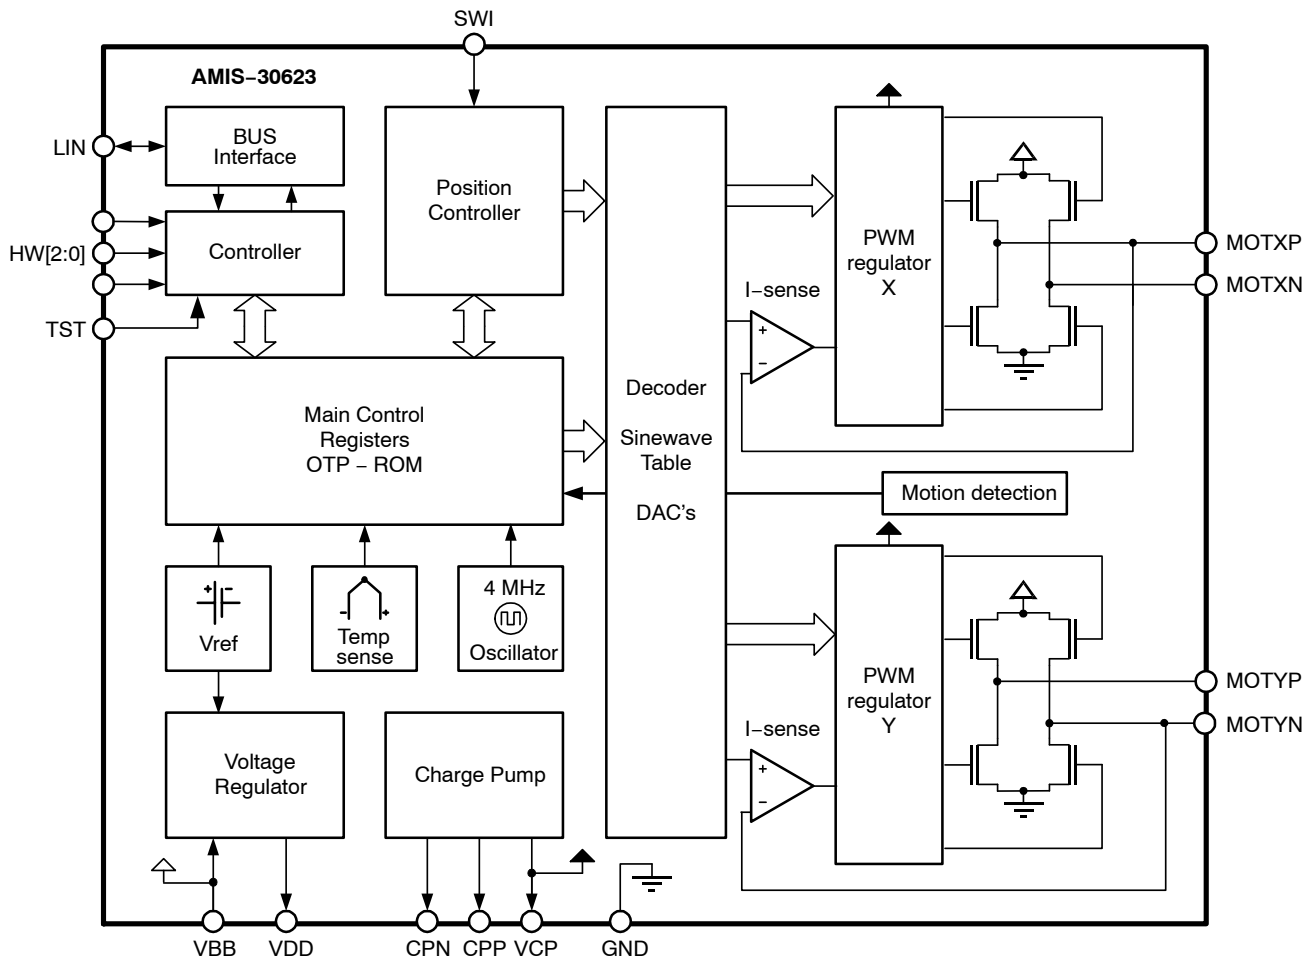 SWI
AMIS−30623
LIN
BUS
Interface
Position
Controller
HW[2:0]
Controller
TST
PWM
regulator
X
MOTXP
MOTXN
I−sense
+
−
Main Control
Registers
OTP − ROM
Decoder
Sinewave
Table
DAC's
Motion detection
+ −
Vref
− +
Temp
sense
4 MHz
Oscillator
PWM
regulator
Y
MOTYP
MOTYN
I−sense
+
−
Voltage
Regulator
Charge Pump
VBB
VDD
CPN
CPP
VCP
GND